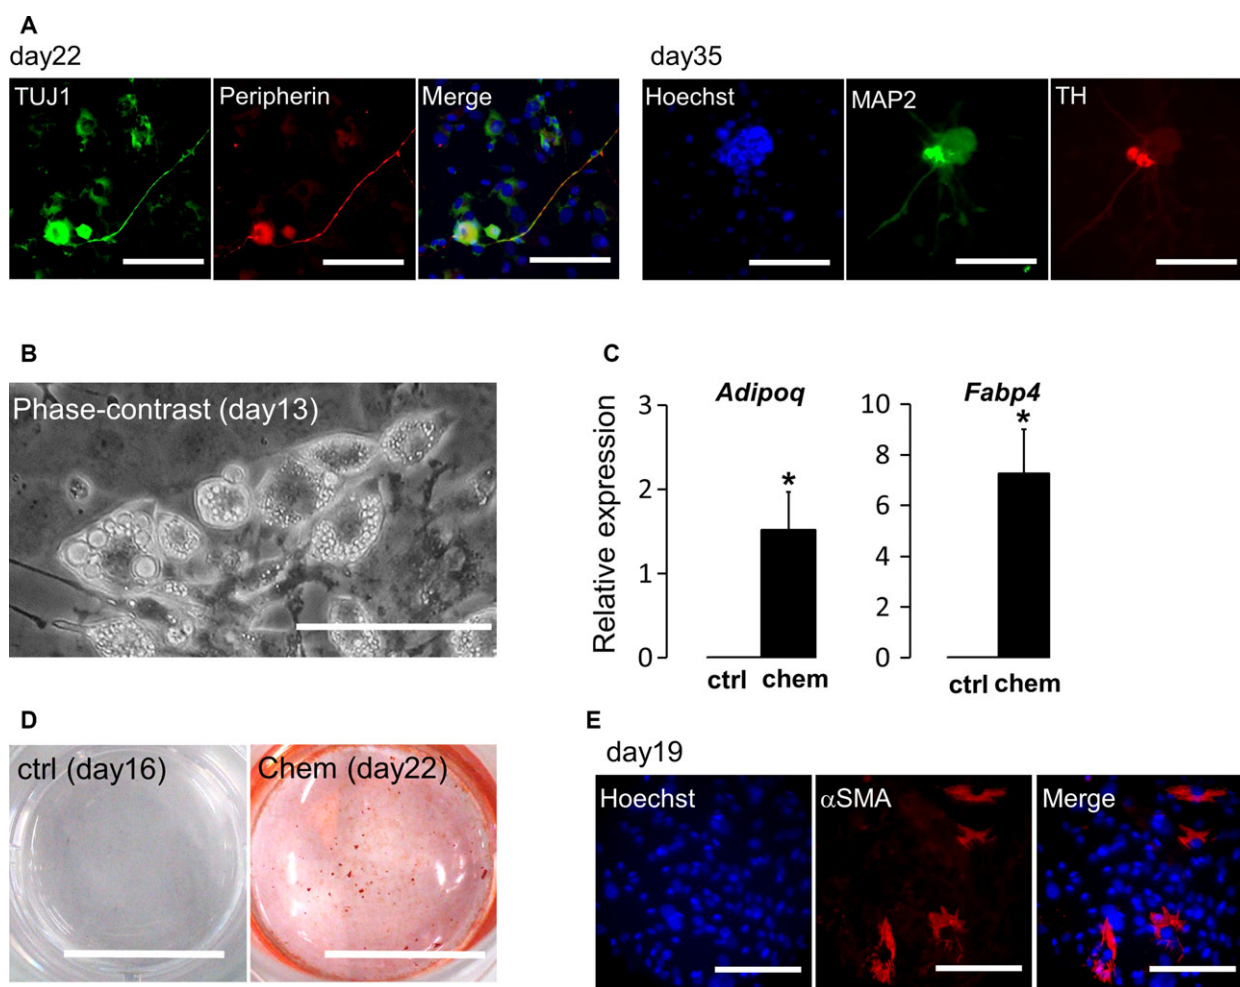 A
day22
day35
TUJ1
Peripherin
Merge
Hoechst
MAP2
TH
B
Phase-contrast (day13)
C
Relative expression
Adipoq
3
2
1
0
*
ctrl chem
Fabp4
10
8
6
4
2
0
*
ctrl chem
D
ctrl (day16)
Chem (day22)
E
day19
Hoechst
αSMA
Merge